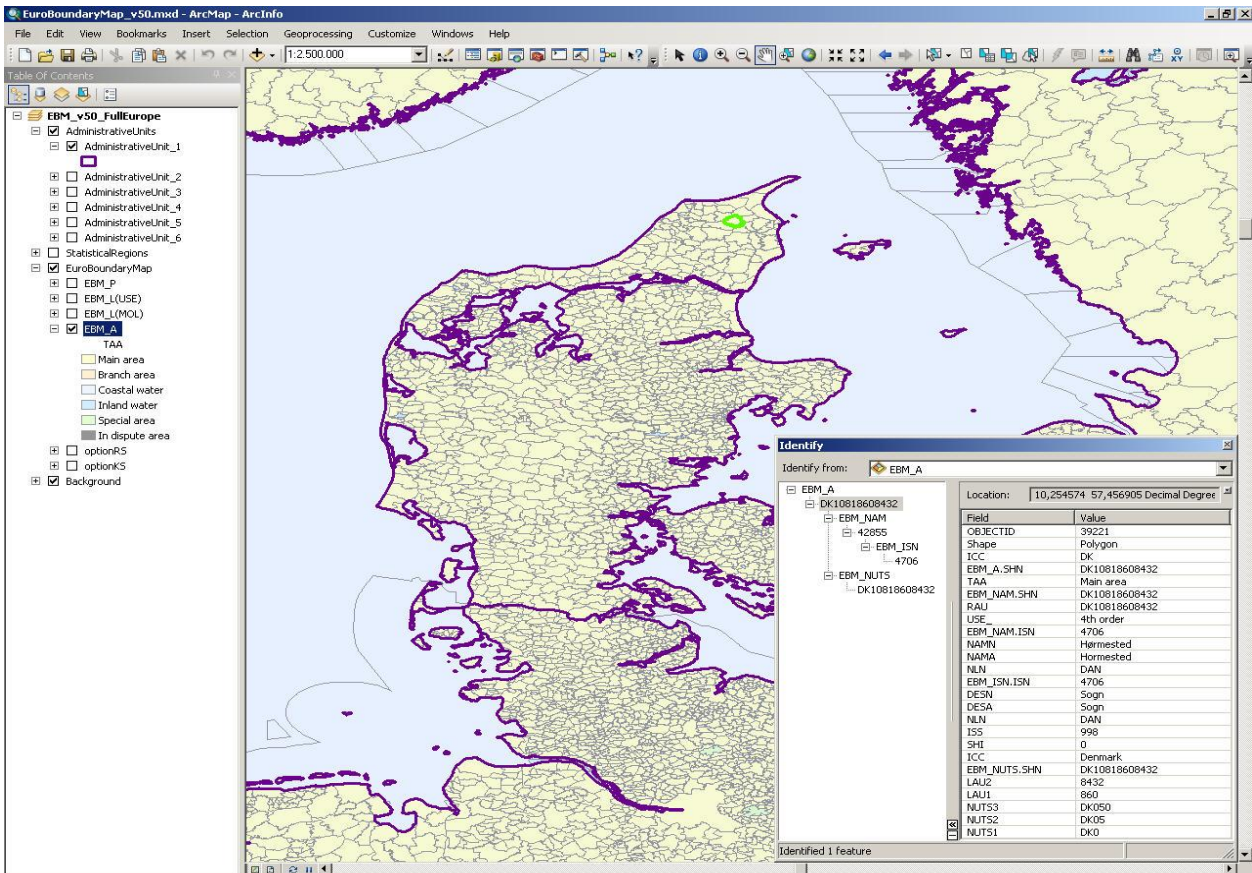 EuroBoundaryMap_v50.mxd - ArcMap - ArcInfo
File Edit View Bookmarks Insert Selection Geoprocessing Customize Windows Help
1:2.500.000
Table Of Contents
EBM_v50_FullEurope
AdministrativeUnits
AdministrativeUnit_1
AdministrativeUnit_2
AdministrativeUnit_3
AdministrativeUnit_4
AdministrativeUnit_5
AdministrativeUnit_6
StatisticalRegions
EuroBoundaryMap
EBM_P
EBM_L(USE)
EBM_L(MOL)
EBM_A
TAA
Main area
Branch area
Coastal water
Inland water
Special area
In dispute area
optionRS
optionKS
Background
Identify
Identify from: EBM_A
EBM_A
DK10818608432
EBM_NAM
42855
EBM_ISN
4706
EBM_NUTS
DK10818608432
Location: 10,254574 57,456905 Decimal Degree
Field Value
OBJECTID 39221
Shape Polygon
ICC DK
EBM_A.SHN DK10818608432
TAA Main area
EBM_NAM.SHN DK10818608432
RAU DK10818608432
USE_ 4th order
EBM_NAM.ISN 4706
NAMN Hørmested
NAMA Hormested
NLN DAN
EBM_ISN.ISN 4706
DESN Sogn
DESA Sogn
NLN DAN
ISS 998
SHI 0
ICC Denmark
EBM_NUTS.SHN DK10818608432
LAU2 8432
LAU1 860
NUTS3 DK050
NUTS2 DK05
NUTS1 DK0
Identified 1 feature